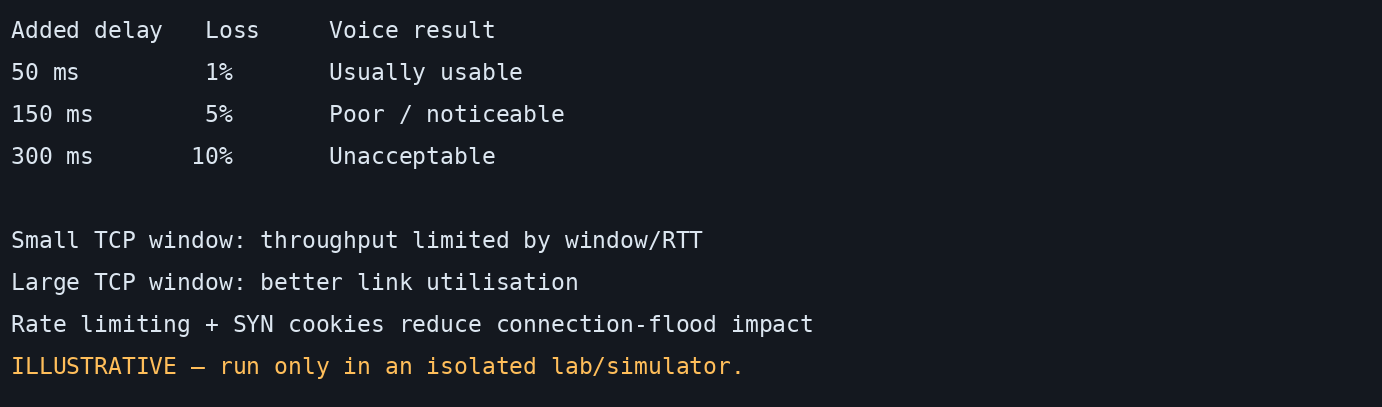 Added delay   Loss     Voice result
50 ms         1%       Usually usable
150 ms        5%       Poor / noticeable
300 ms       10%       Unacceptable
Small TCP window: throughput limited by window/RTT
Large TCP window: better link utilisation
Rate limiting + SYN cookies reduce connection-flood impact
ILLUSTRATIVE — run only in an isolated lab/simulator.